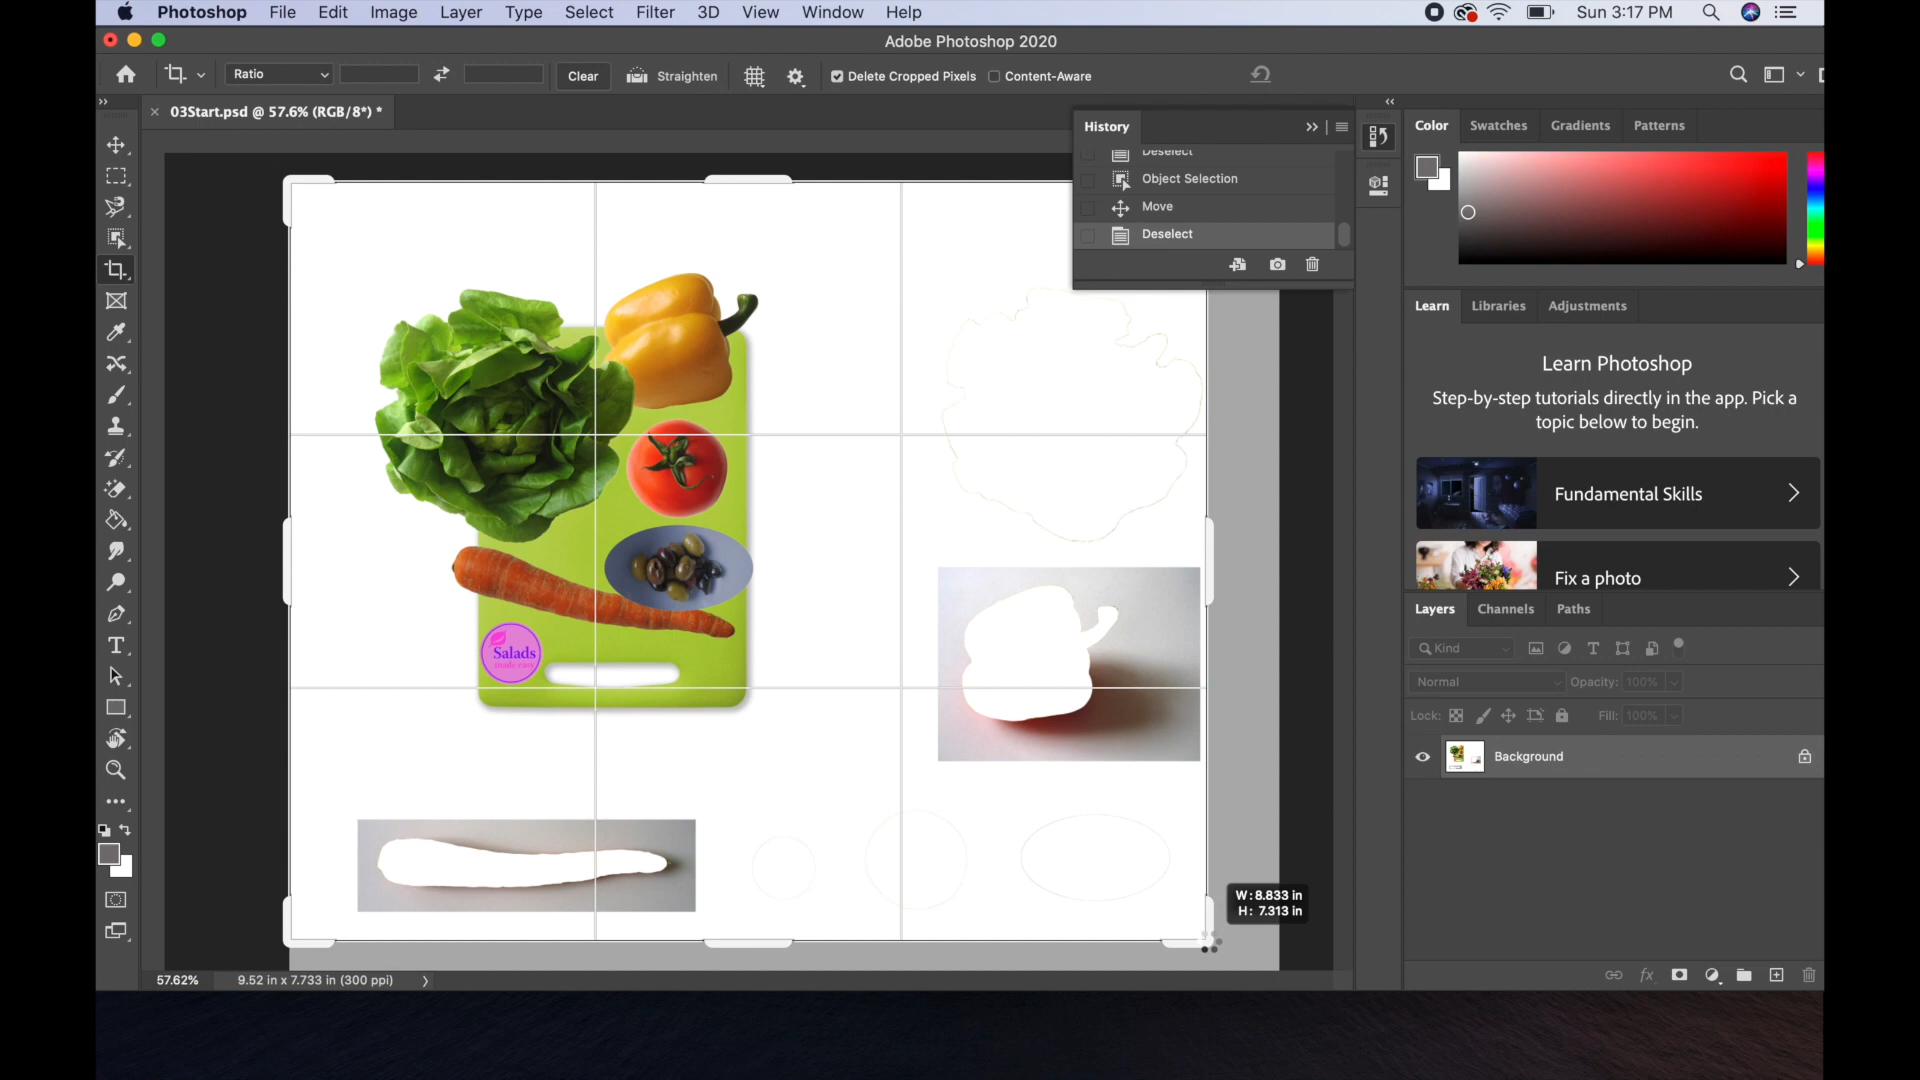 Photoshop File Edit Image Layer Type Select Filter 3D View Window Help Sun 3:17 PM
Adobe Photoshop 2020
Ratio Clear Straighten Delete Cropped Pixels Content-Aware
03Start.psd @ 57.6% (RGB/8*) *
History
Deselect
Object Selection
Move
Deselect
Color Swatches Gradients Patterns
Learn Libraries Adjustments
Learn Photoshop
Step-by-step tutorials directly in the app. Pick a
topic below to begin.
Fundamental Skills
Fix a photo
Layers Channels Paths
Kind
Normal Opacity: 100%
Lock: Fill: 100%
Background
Salads
made easy
W: 8.833 in
H: 7.313 in
57.62% 9.52 in x 7.733 in (300 ppi)